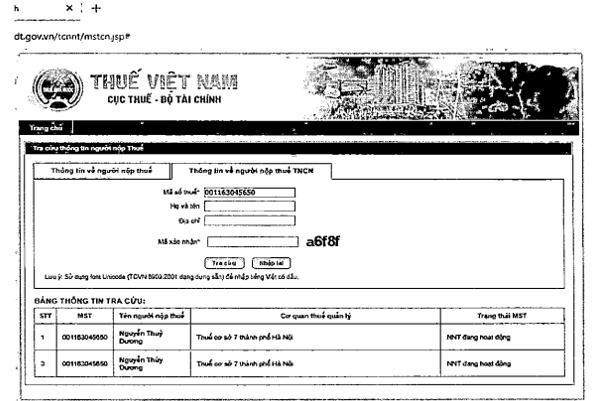 h × +
dt.gov.vn/tcnnt/mstcn.jsp#
THUẾ VIỆT NAM
CỤC THUẾ - BỘ TÀI CHÍNH
Trang chủ
Tra cứu thông tin người nộp Thuế
Thông tin về người nộp thuế
Thông tin về người nộp thuế TNCN
Mã số thuế* 001163045650
Họ và tên
Địa chỉ
Mã xác nhận* a6f8f
Tra cứu Nhập lại
Lưu ý: Sử dụng font Unicode (TCVN 6909:2001 dạng dựng sẵn) để nhập tiếng Việt có dấu.
BẢNG THÔNG TIN TRA CỨU:
STT MST Tên người nộp thuế Cơ quan thuế quản lý Trạng thái MST
1 001163045650 Nguyễn Thuỳ Dương Thuế cơ sở 7 thành phố Hà Nội NNT đang hoạt động
3 001163045650 Nguyễn Thùy Dương Thuế cơ sở 7 thành phố Hà Nội NNT đang hoạt động